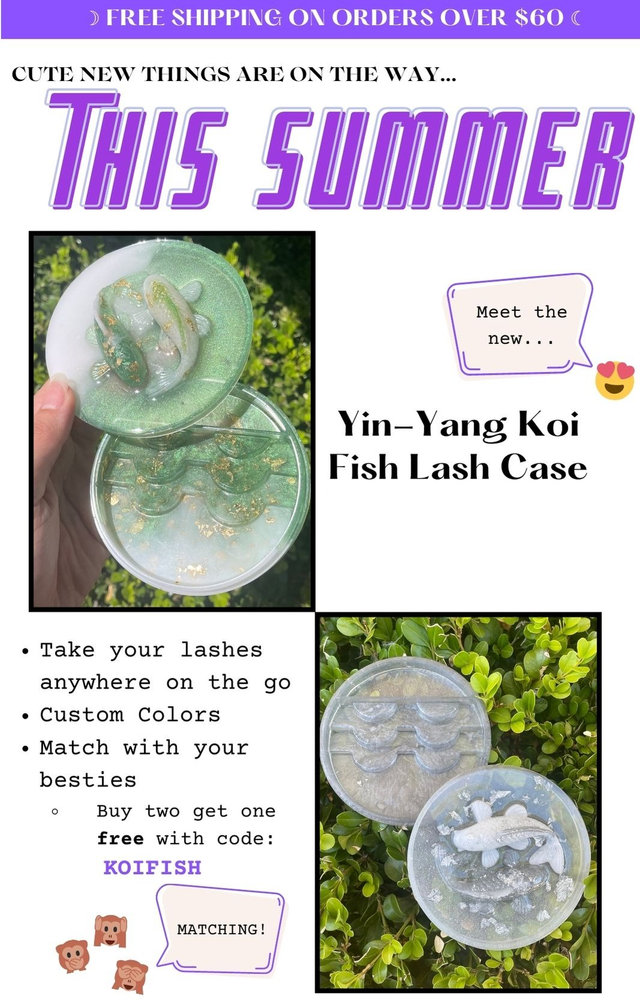 ☽ FREE SHIPPING ON ORDERS OVER $60 ☾
CUTE NEW THINGS ARE ON THE WAY...
THIS SUMMER
Meet the
new...
Yin-Yang Koi
Fish Lash Case
• Take your lashes
anywhere on the go
• Custom Colors
• Match with your
besties
○ Buy two get one
free with code:
KOIFISH
MATCHING!